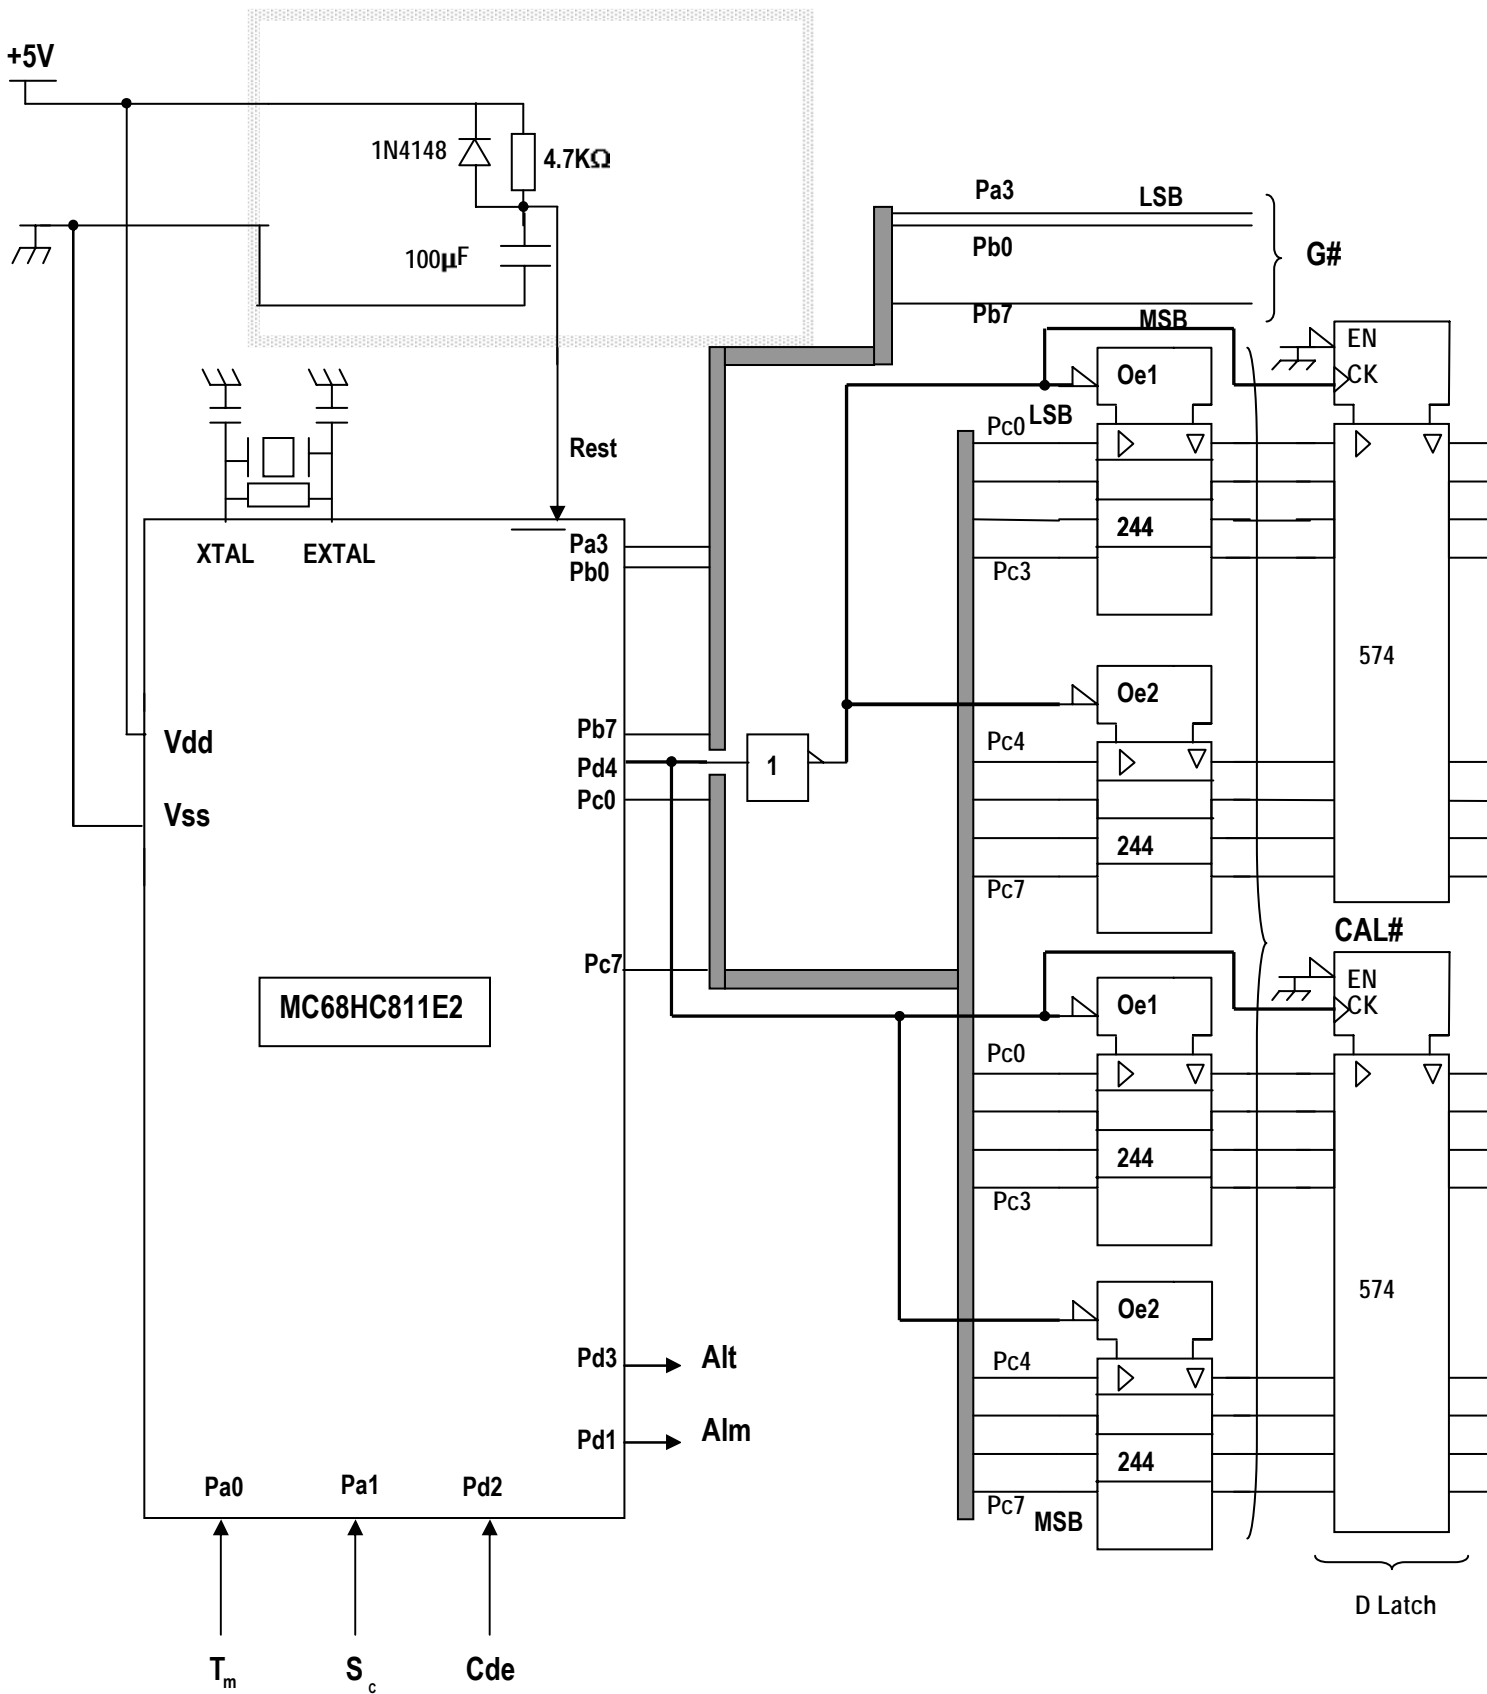 +5V
1N4148
4.7KΩ
100µF
Pa3
LSB
Pb0
G#
Pb7
MSB
EN
CK
Oe1
LSB
Pc0
Rest
244
Pc3
XTAL
EXTAL
Pa3
Pb0
574
Oe2
Pb7
Pc4
Vdd
Pd4
1
Pc0
Vss
244
Pc7
CAL#
Pc7
EN
CK
MC68HC811E2
Oe1
Pc0
244
Pc3
574
Oe2
Pd3
Alt
Pc4
Pd1
Alm
244
Pa0
Pa1
Pd2
Pc7
MSB
D Latch
Tm
Sc
Cde